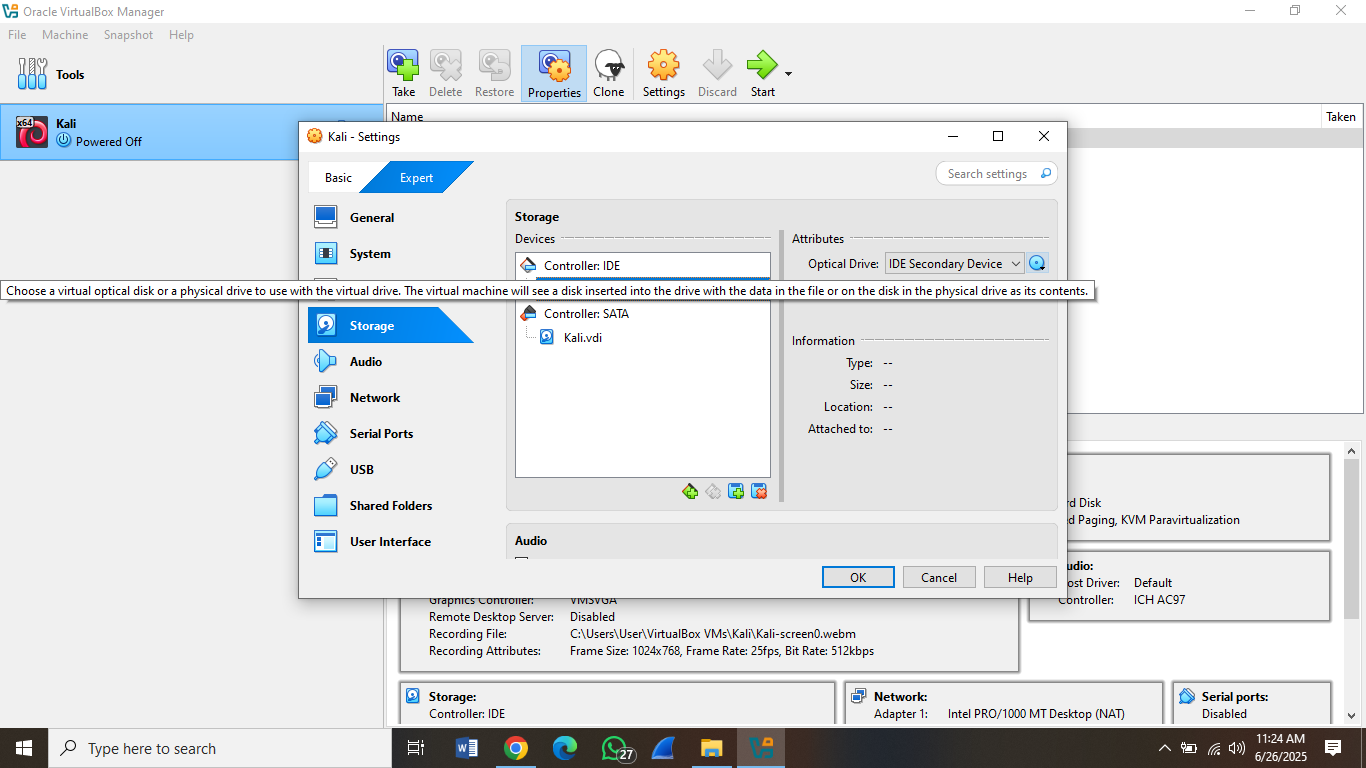 Oracle VirtualBox Manager
File Machine Snapshot Help
Tools
Take Delete Restore Properties Clone Settings Discard Start
Name Taken
x64
Kali
Powered Off
Kali - Settings
Basic Expert
Search settings
General
System
Storage
Audio
Network
Serial Ports
USB
Shared Folders
User Interface
Storage
Devices
Controller: IDE
Controller: SATA
Kali.vdi
Attributes
Optical Drive: IDE Secondary Device
Choose a virtual optical disk or a physical drive to use with the virtual drive. The virtual machine will see a disk inserted into the drive with the data in the file or on the disk in the physical drive as its contents.
Information
Type: --
Size: --
Location: --
Attached to: --
Audio
OK Cancel Help
rd Disk
d Paging, KVM Paravirtualization
udio:
ost Driver: Default
Controller: ICH AC97
Graphics Controller: VMSVGA
Remote Desktop Server: Disabled
Recording File: C:\Users\User\VirtualBox VMs\Kali\Kali-screen0.webm
Recording Attributes: Frame Size: 1024x768, Frame Rate: 25fps, Bit Rate: 512kbps
Storage:
Controller: IDE
Network:
Adapter 1: Intel PRO/1000 MT Desktop (NAT)
Serial ports:
Disabled
Type here to search
27
11:24 AM
6/26/2025